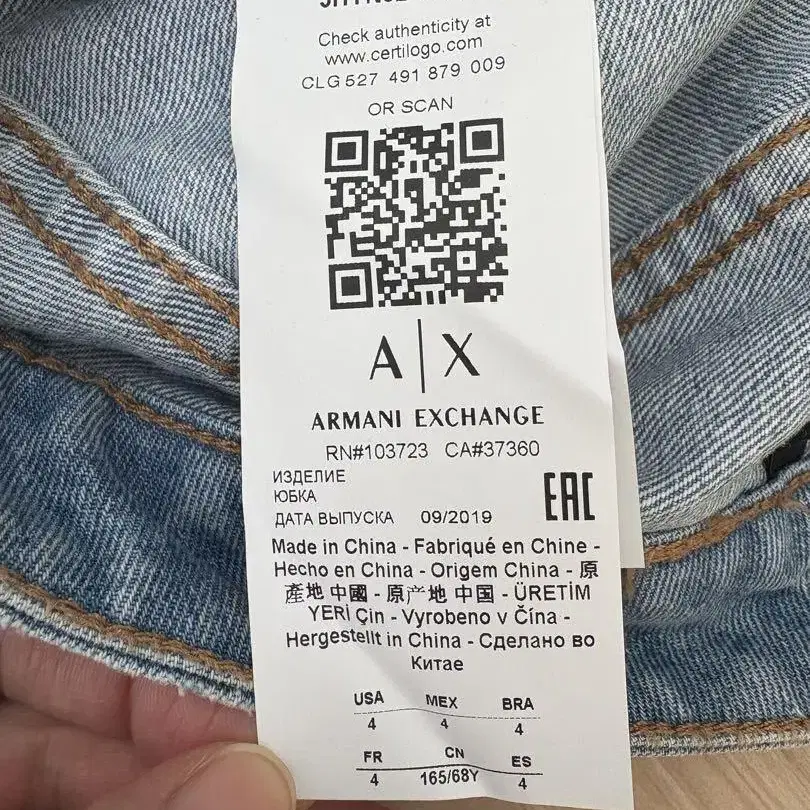 Check authenticity at
www.certilogo.com
CLG 527 491 879 009
OR SCAN
A|X
ARMANI EXCHANGE
RN#103723 CA#37360
ИЗДЕЛИЕ
ЮБКА
ДАТА ВЫПУСКА 09/2019
EAC
Made in China - Fabriqué en Chine -
Hecho en China - Origem China - 原
產地 中國 - 原产地 中国 - ÜRETİM
YERİ Çin - Vyrobeno v Čína -
Hergestellt in China - Сделано во
Китае
USA MEX BRA
4 4 4
FR CN ES
4 165/68Y 4